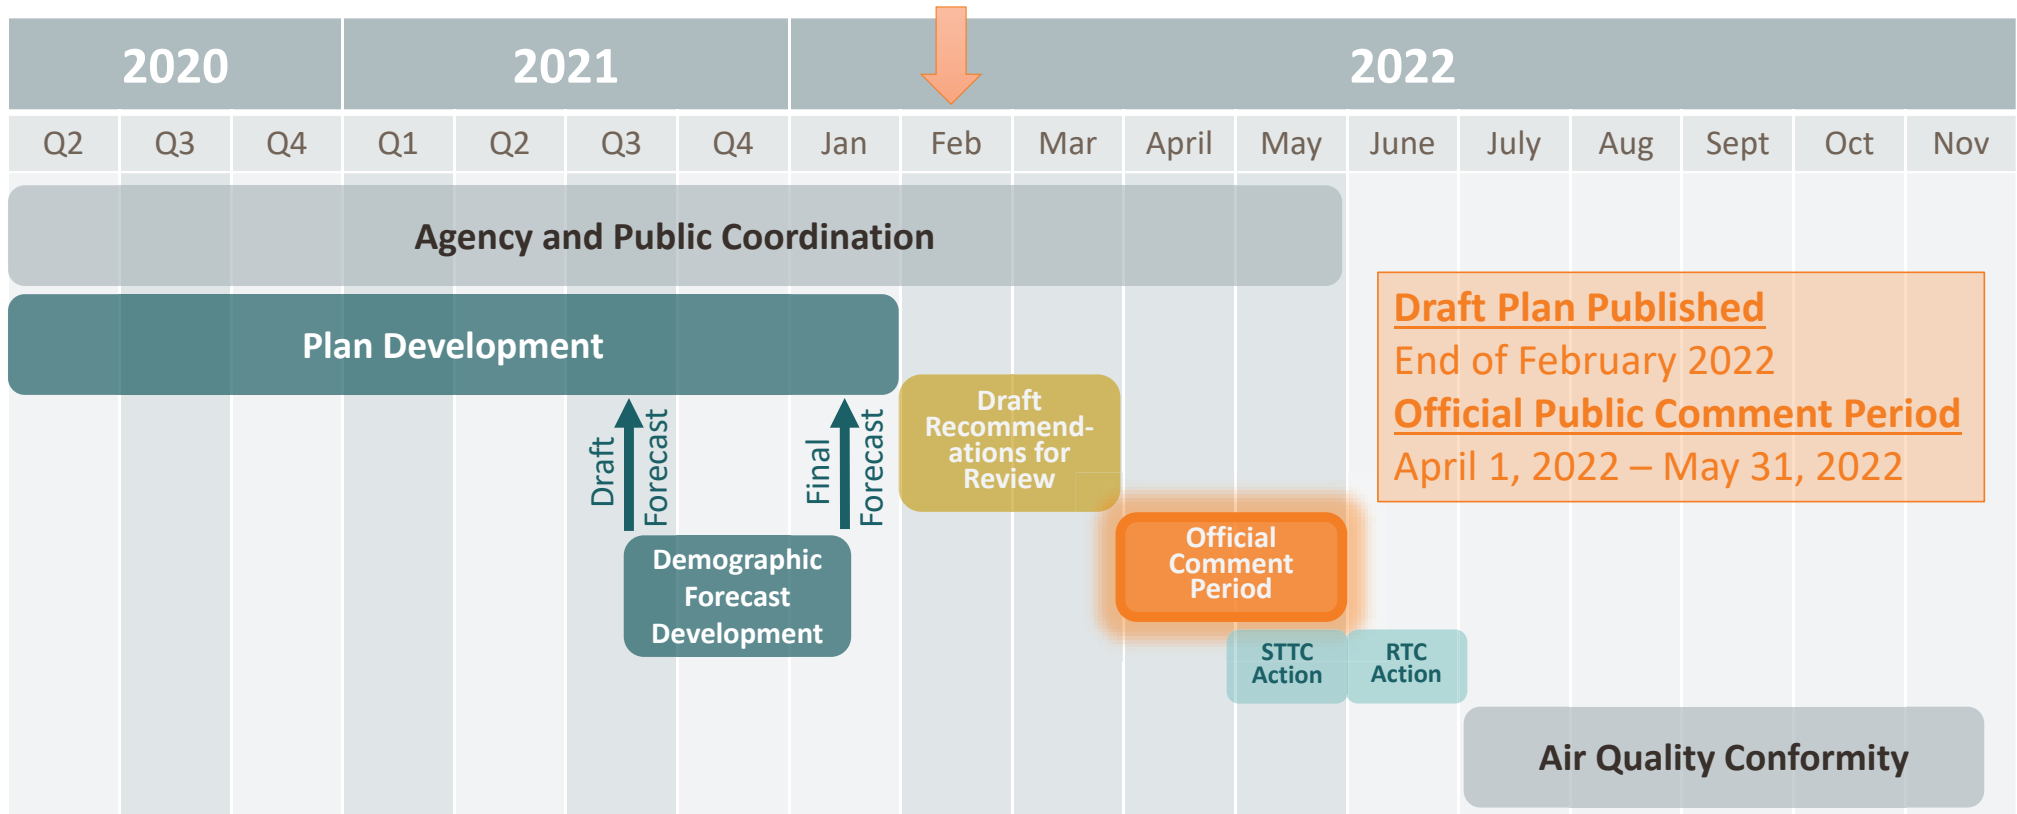 2020 2021 2022
Q2 Q3 Q4 Q1 Q2 Q3 Q4 Jan Feb Mar April May June July Aug Sept Oct Nov
Agency and Public Coordination
Plan Development
Draft Plan Published
End of February 2022
Official Public Comment Period
April 1, 2022 – May 31, 2022
Draft
Forecast
Final
Forecast
Draft
Recommend-
ations for
Review
Demographic
Forecast
Development
Official
Comment
Period
STTC
Action
RTC
Action
Air Quality Conformity